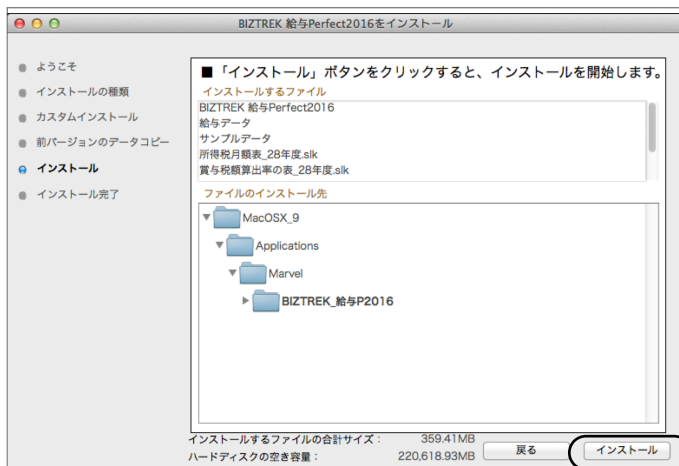 BIZTREK 給与Perfect2016をインストール
ようこそ
インストールの種類
カスタムインストール
前バージョンのデータコピー
インストール
インストール完了
■「インストール」ボタンをクリックすると、インストールを開始します。
インストールするファイル
BIZTREK 給与Perfect2016
給与データ
サンプルデータ
所得税月額表_28年度.slk
賞与税額算出率の表_28年度.slk
ファイルのインストール先
MacOSX_9
Applications
Marvel
BIZTREK_給与P2016
インストールするファイルの合計サイズ： 359.41MB
ハードディスクの空き容量： 220,618.93MB
戻る
インストール